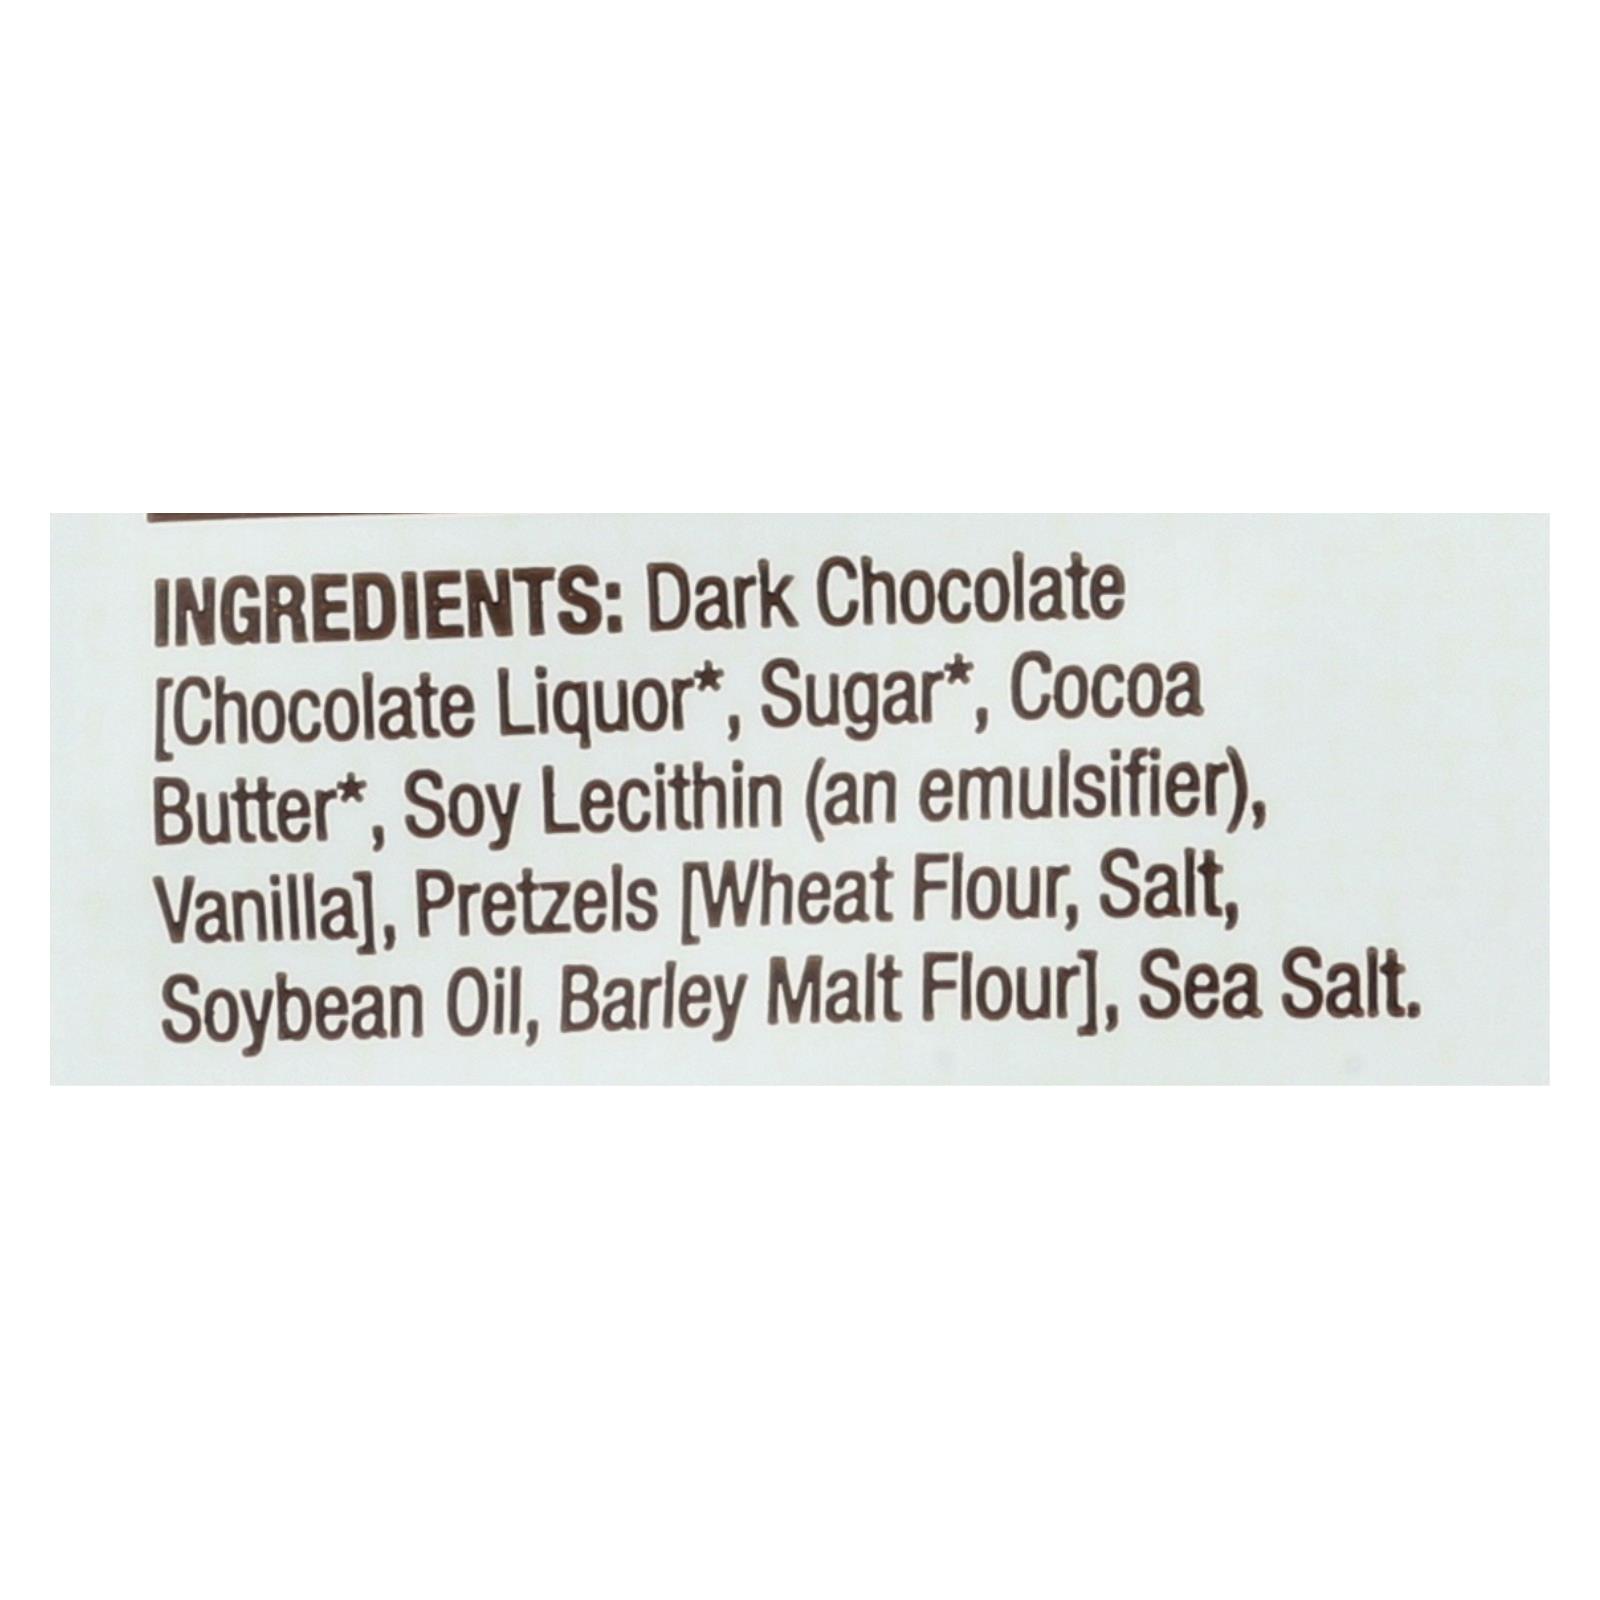 INGREDIENTS: Dark Chocolate
[Chocolate Liquor*, Sugar*, Cocoa
Butter*, Soy Lecithin (an emulsifier),
Vanilla], Pretzels [Wheat Flour, Salt,
Soybean Oil, Barley Malt Flour], Sea Salt.